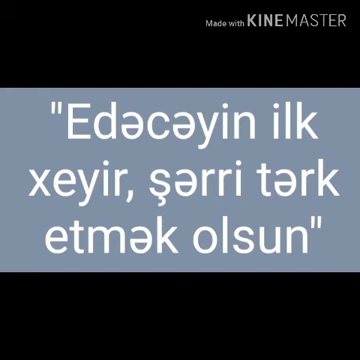 Made with KINEMASTER
"Edəcəyin ilk
xeyir, şərri tərk
etmək olsun"